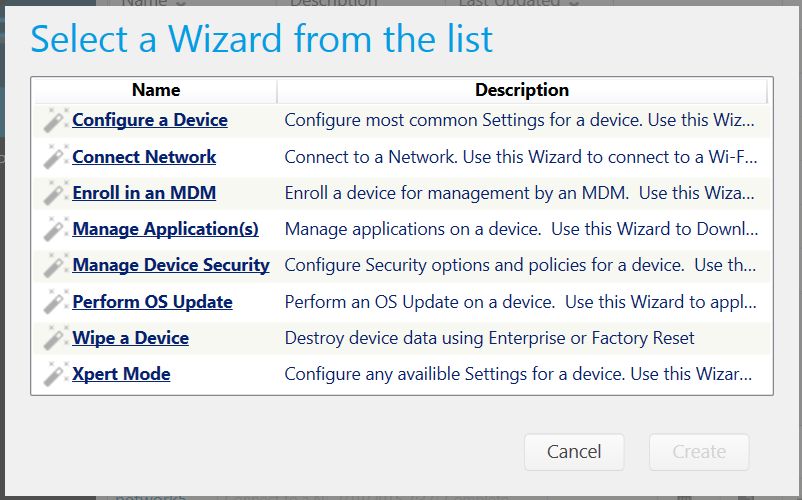 Name Description Last Updated
Select a Wizard from the list
Name Description
Configure a Device Configure most common Settings for a device. Use this Wiz...
Connect Network Connect to a Network. Use this Wizard to connect to a Wi-F...
Enroll in an MDM Enroll a device for management by an MDM. Use this Wiza...
Manage Application(s) Manage applications on a device. Use this Wizard to Downl...
Manage Device Security Configure Security options and policies for a device. Use th...
Perform OS Update Perform an OS Update on a device. Use this Wizard to appl...
Wipe a Device Destroy device data using Enterprise or Factory Reset
Xpert Mode Configure any availible Settings for a device. Use this Wizar...
Cancel Create